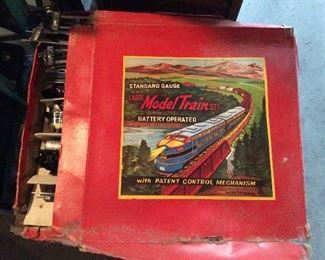 STANDARD GAUGE
LARGE Model Train SET
BATTERY OPERATED
with PATENT CONTROL MECHANISM